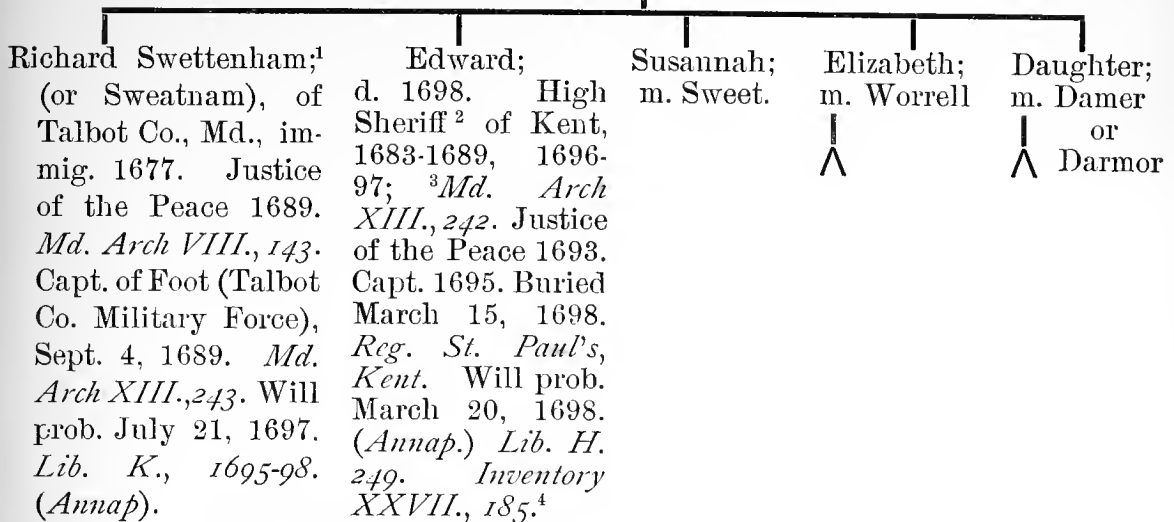 Richard Swettenham;¹
(or Sweatnam), of
Talbot Co., Md., im-
mig. 1677. Justice
of the Peace 1689.
Md. Arch VIII., 143.
Capt. of Foot (Talbot
Co. Military Force),
Sept. 4, 1689. Md.
Arch XIII., 243. Will
prob. July 21, 1697.
Lib. K., 1695-98.
(Annap).
Edward;
d. 1698. High
Sheriff ² of Kent,
1683-1689, 1696-
97; ³Md. Arch
XIII., 242. Justice
of the Peace 1693.
Capt. 1695. Buried
March 15, 1698.
Reg. St. Paul's,
Kent. Will prob.
March 20, 1698.
(Annap.) Lib. H.
249. Inventory
XXVII., 185.⁴
Susannah;
m. Sweet.
Elizabeth;
m. Worrell
Daughter;
m. Damer
or
Darmor